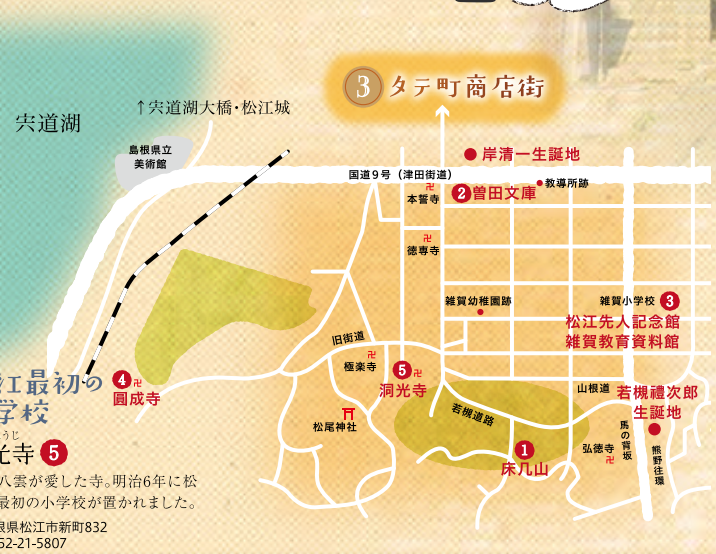 3 タテ町商店街
↑宍道湖大橋・松江城
宍道湖
島根県立
美術館
岸清一生誕地
国道9号（津田街道）
教導所跡
2 曽田文庫
卍
本誓寺
卍
徳専寺
雑賀幼稚園跡
雑賀小学校 3
松江先人記念館
雑賀教育資料館
旧街道
卍
極楽寺
5 卍
洞光寺
4 卍
圓成寺
山根道
若槻禮次郎
生誕地
若槻道路
松尾神社
馬の背坂
熊野往環
弘徳寺
卍
1
床几山
江最初の
学校
うじ
光寺 5
八雲が愛した寺。明治6年に松
最初の小学校が置かれました。
根県松江市新町832
52-21-5807